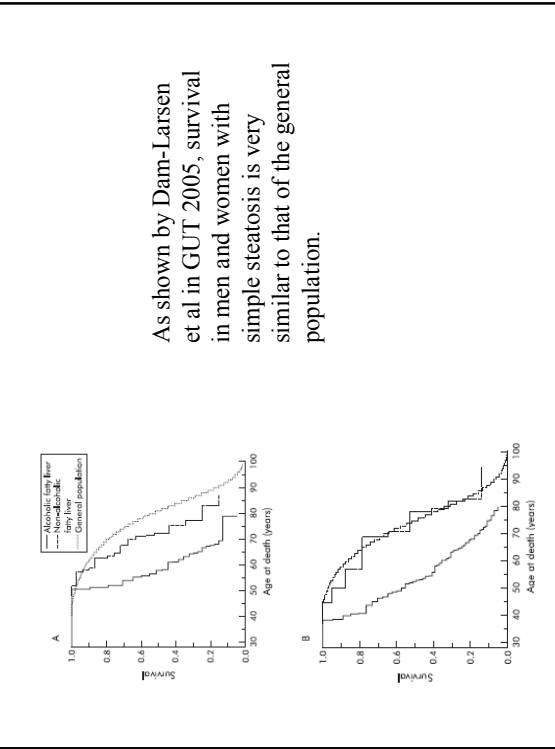 As shown by Dam-Larsen
et al in GUT 2005, survival
in men and women with
simple steatosis is very
similar to that of the general
population.
A
Alcoholic fatty liver
Non-alcoholic
fatty liver
General population
1.0
0.8
0.6
0.4
0.2
0.0
Survival
30 40 50 60 70 80 90 100
Age at death (years)
B
1.0
0.8
0.6
0.4
0.2
0.0
Survival
30 40 50 60 70 80 90 100
Age at death (years)